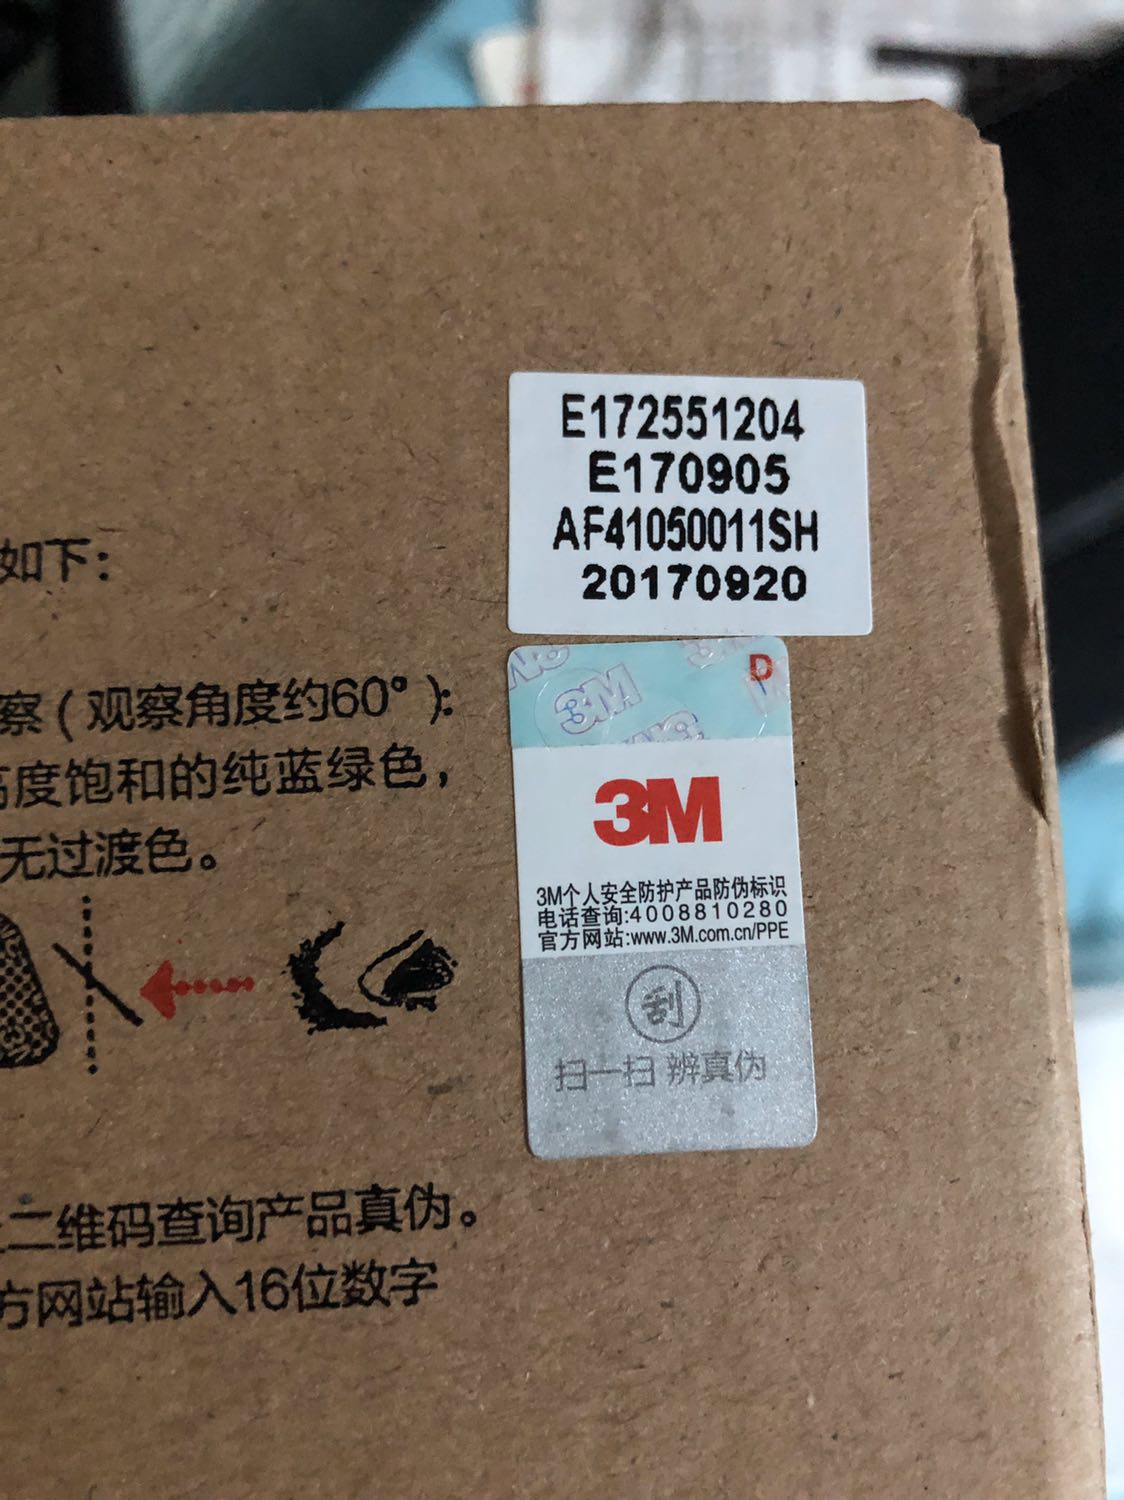 E172551204
E170905
AF41050011SH
20170920
D
3M
3M
3M个人安全防护产品防伪标识
电话查询:4008810280
官方网站:www.3M.com.cn/PPE
刮
扫一扫 辨真伪
如下：
察（观察角度约60°）：
高度饱和的纯蓝绿色，
无过渡色。
二维码查询产品真伪。
方网站输入16位数字